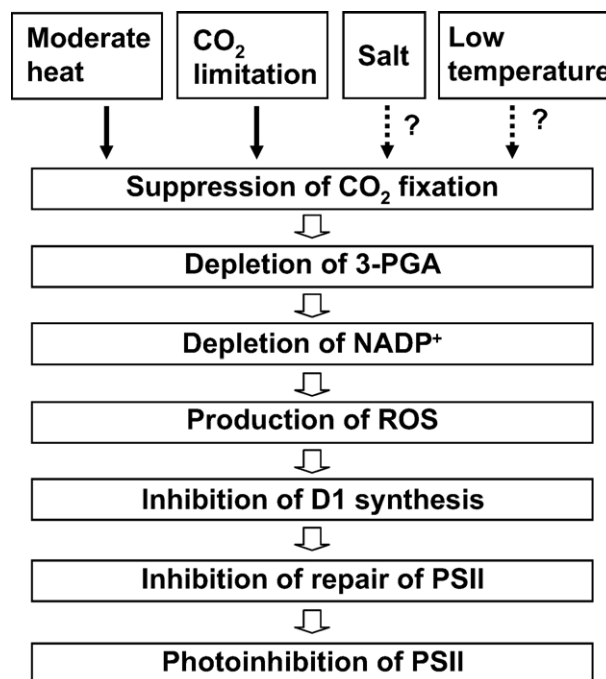 Moderate
heat
CO₂
limitation
Salt
Low
temperature
?
?
Suppression of CO₂ fixation
Depletion of 3-PGA
Depletion of NADP⁺
Production of ROS
Inhibition of D1 synthesis
Inhibition of repair of PSII
Photoinhibition of PSII